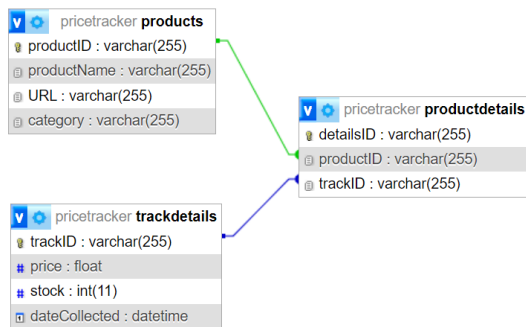 pricetracker products
productID : varchar(255)
productName : varchar(255)
URL : varchar(255)
category : varchar(255)
pricetracker productdetails
detailsID : varchar(255)
productID : varchar(255)
trackID : varchar(255)
pricetracker trackdetails
trackID : varchar(255)
# price : float
# stock : int(11)
dateCollected : datetime